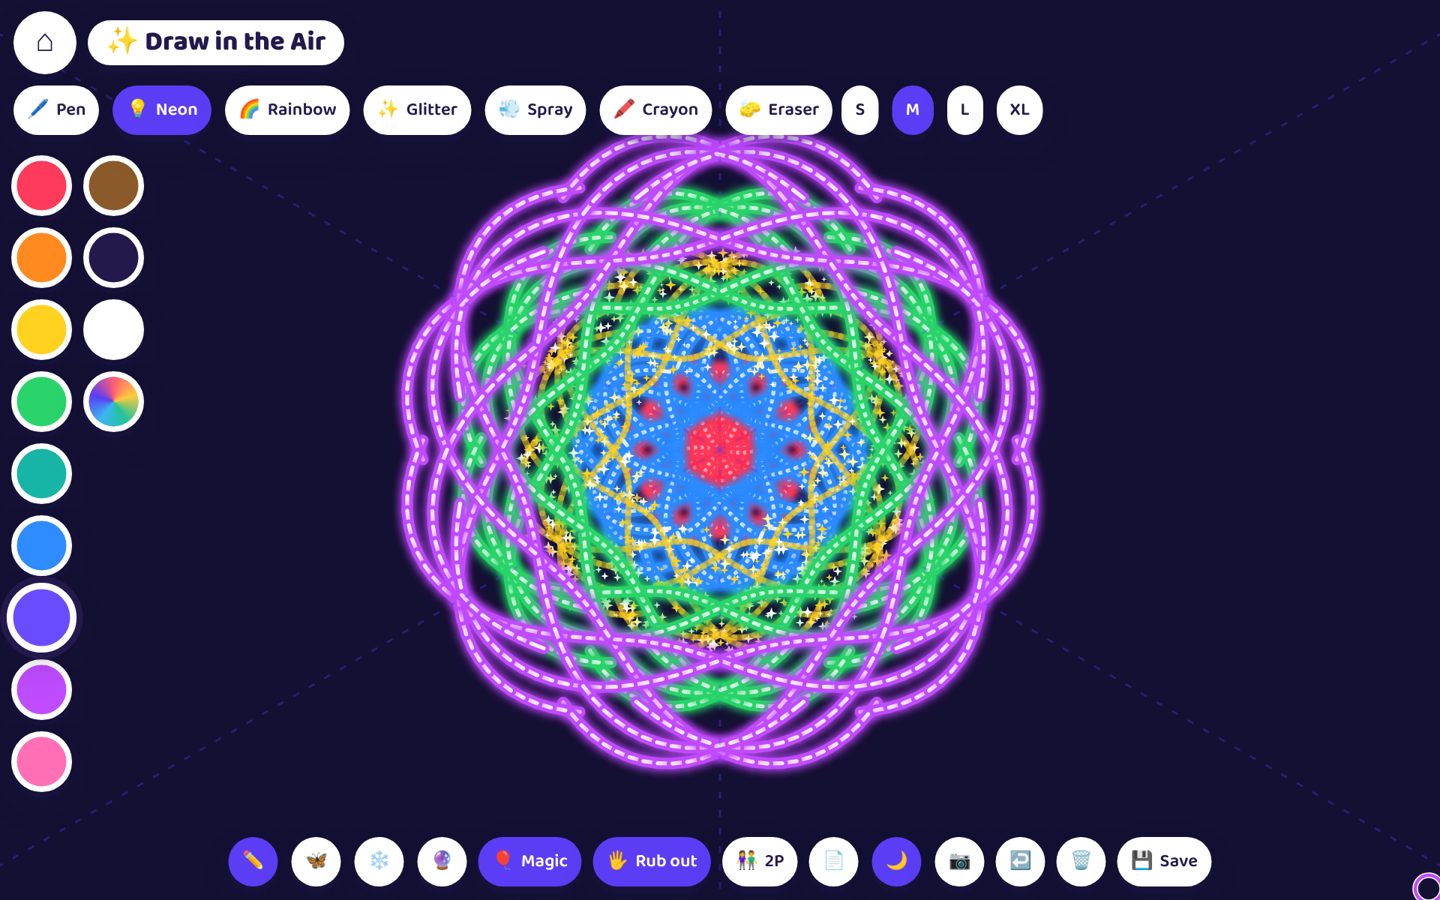 ✨ Draw in the Air
Pen Neon Rainbow Glitter Spray Crayon Eraser S M L XL
Magic Rub out 2P Save